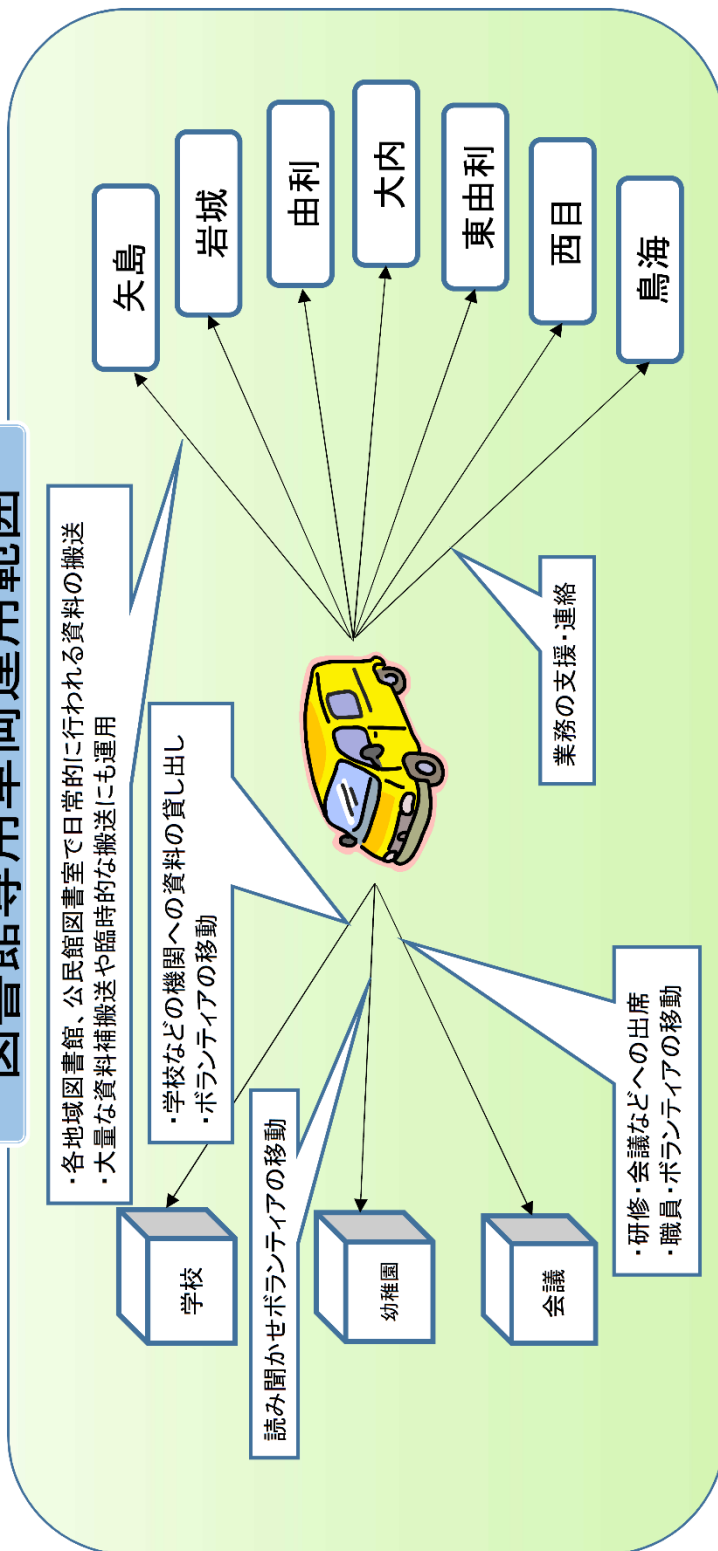 図書館専用車両運用範囲
・各地域図書館、公民館図書室で日常的に行われる資料の搬送
・大量な資料補搬送や臨時的な搬送にも運用
・学校などの機関への資料の貸し出し
・ボランティアの移動
読み聞かせボランティアの移動
学校
幼稚園
会議
・研修・会議などへの出席
・職員・ボランティアの移動
業務の支援・連絡
矢島
岩城
由利
大内
東由利
西目
鳥海